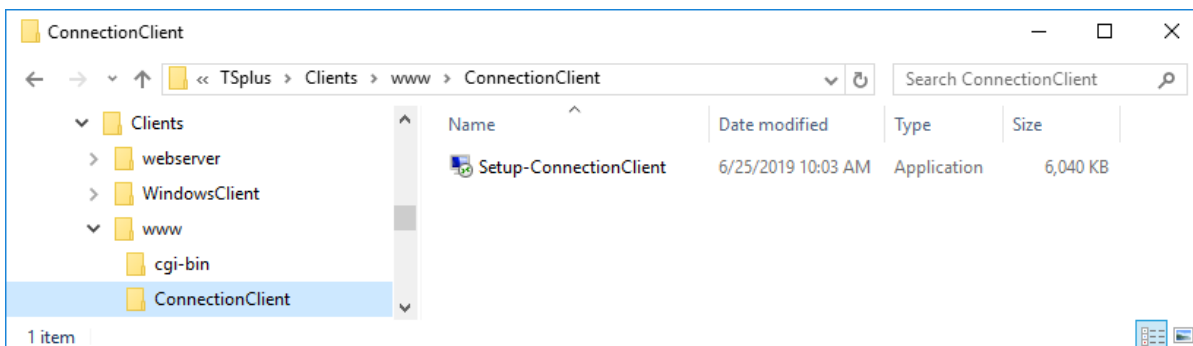 ConnectionClient
« TSplus > Clients > www > ConnectionClient
Search ConnectionClient
Clients
webserver
WindowsClient
www
cgi-bin
ConnectionClient
Name Date modified Type Size
Setup-ConnectionClient 6/25/2019 10:03 AM Application 6,040 KB
1 item